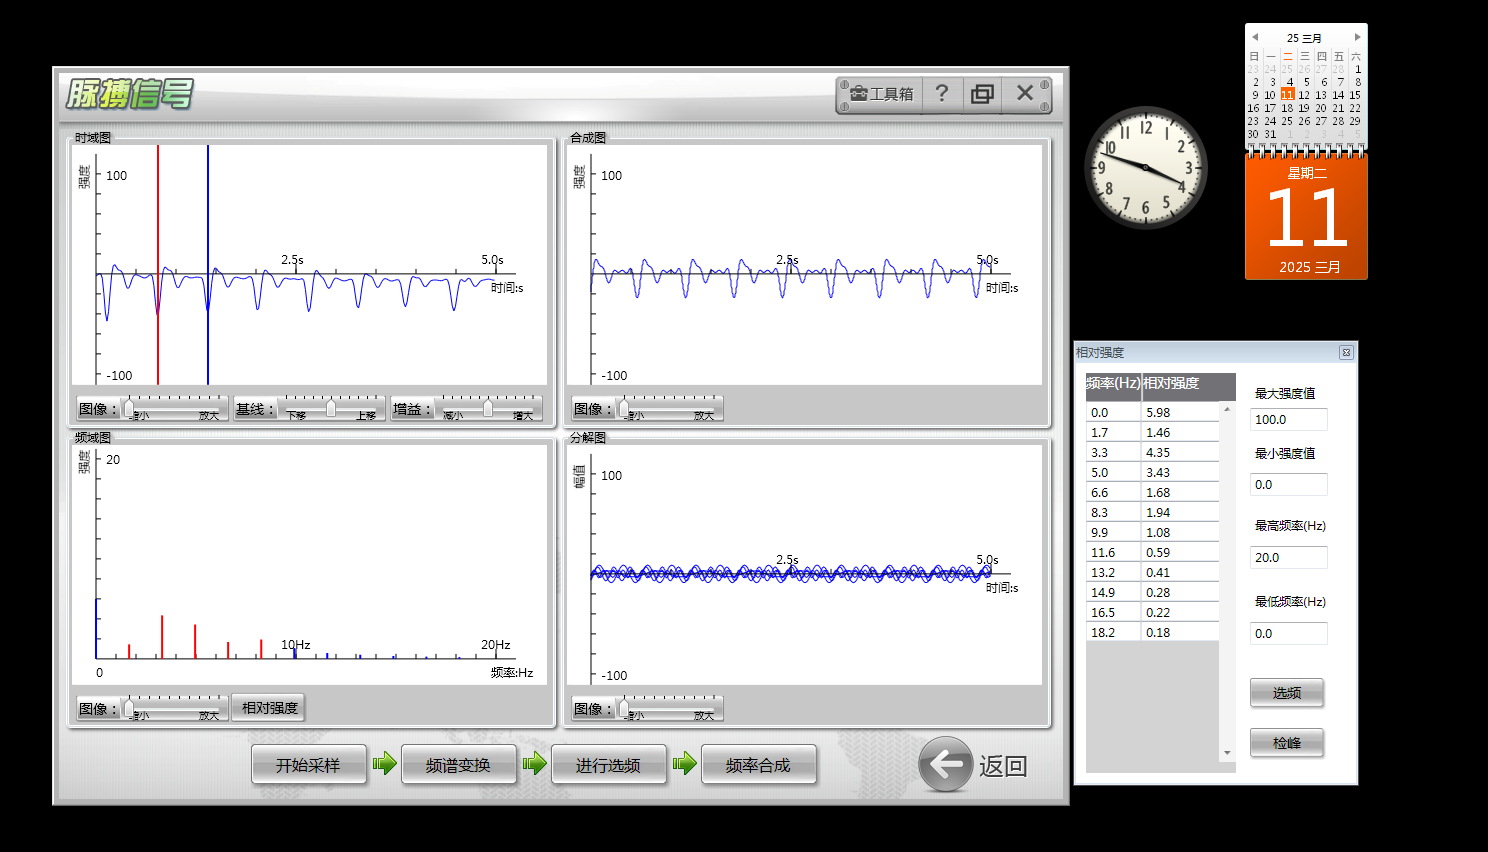 脉搏信号
工具箱
?
时域图
强度
100
2.5s
5.0s
时间:s
-100
图像：
缩小
放大
基线：
下移
上移
增益：
减小
增大
合成图
强度
100
2.5s
5.0s
时间:s
-100
图像：
缩小
放大
频域图
强度
20
10Hz
20Hz
0
频率:Hz
图像：
缩小
放大
相对强度
分解图
幅值
100
2.5s
5.0s
时间:s
-100
图像：
缩小
放大
开始采样
频谱变换
进行选频
频率合成
返回
12
1
2
3
4
5
6
7
8
9
10
11
25 三月
日 一 二 三 四 五 六
23 24 25 26 27 28 1
2 3 4 5 6 7 8
9 10 11 12 13 14 15
16 17 18 19 20 21 22
23 24 25 26 27 28 29
30 31 1 2 3 4 5
星期二
11
2025 三月
相对强度
频率(Hz) 相对强度
0.0 5.98
1.7 1.46
3.3 4.35
5.0 3.43
6.6 1.68
8.3 1.94
9.9 1.08
11.6 0.59
13.2 0.41
14.9 0.28
16.5 0.22
18.2 0.18
最大强度值
100.0
最小强度值
0.0
最高频率(Hz)
20.0
最低频率(Hz)
0.0
选频
检峰